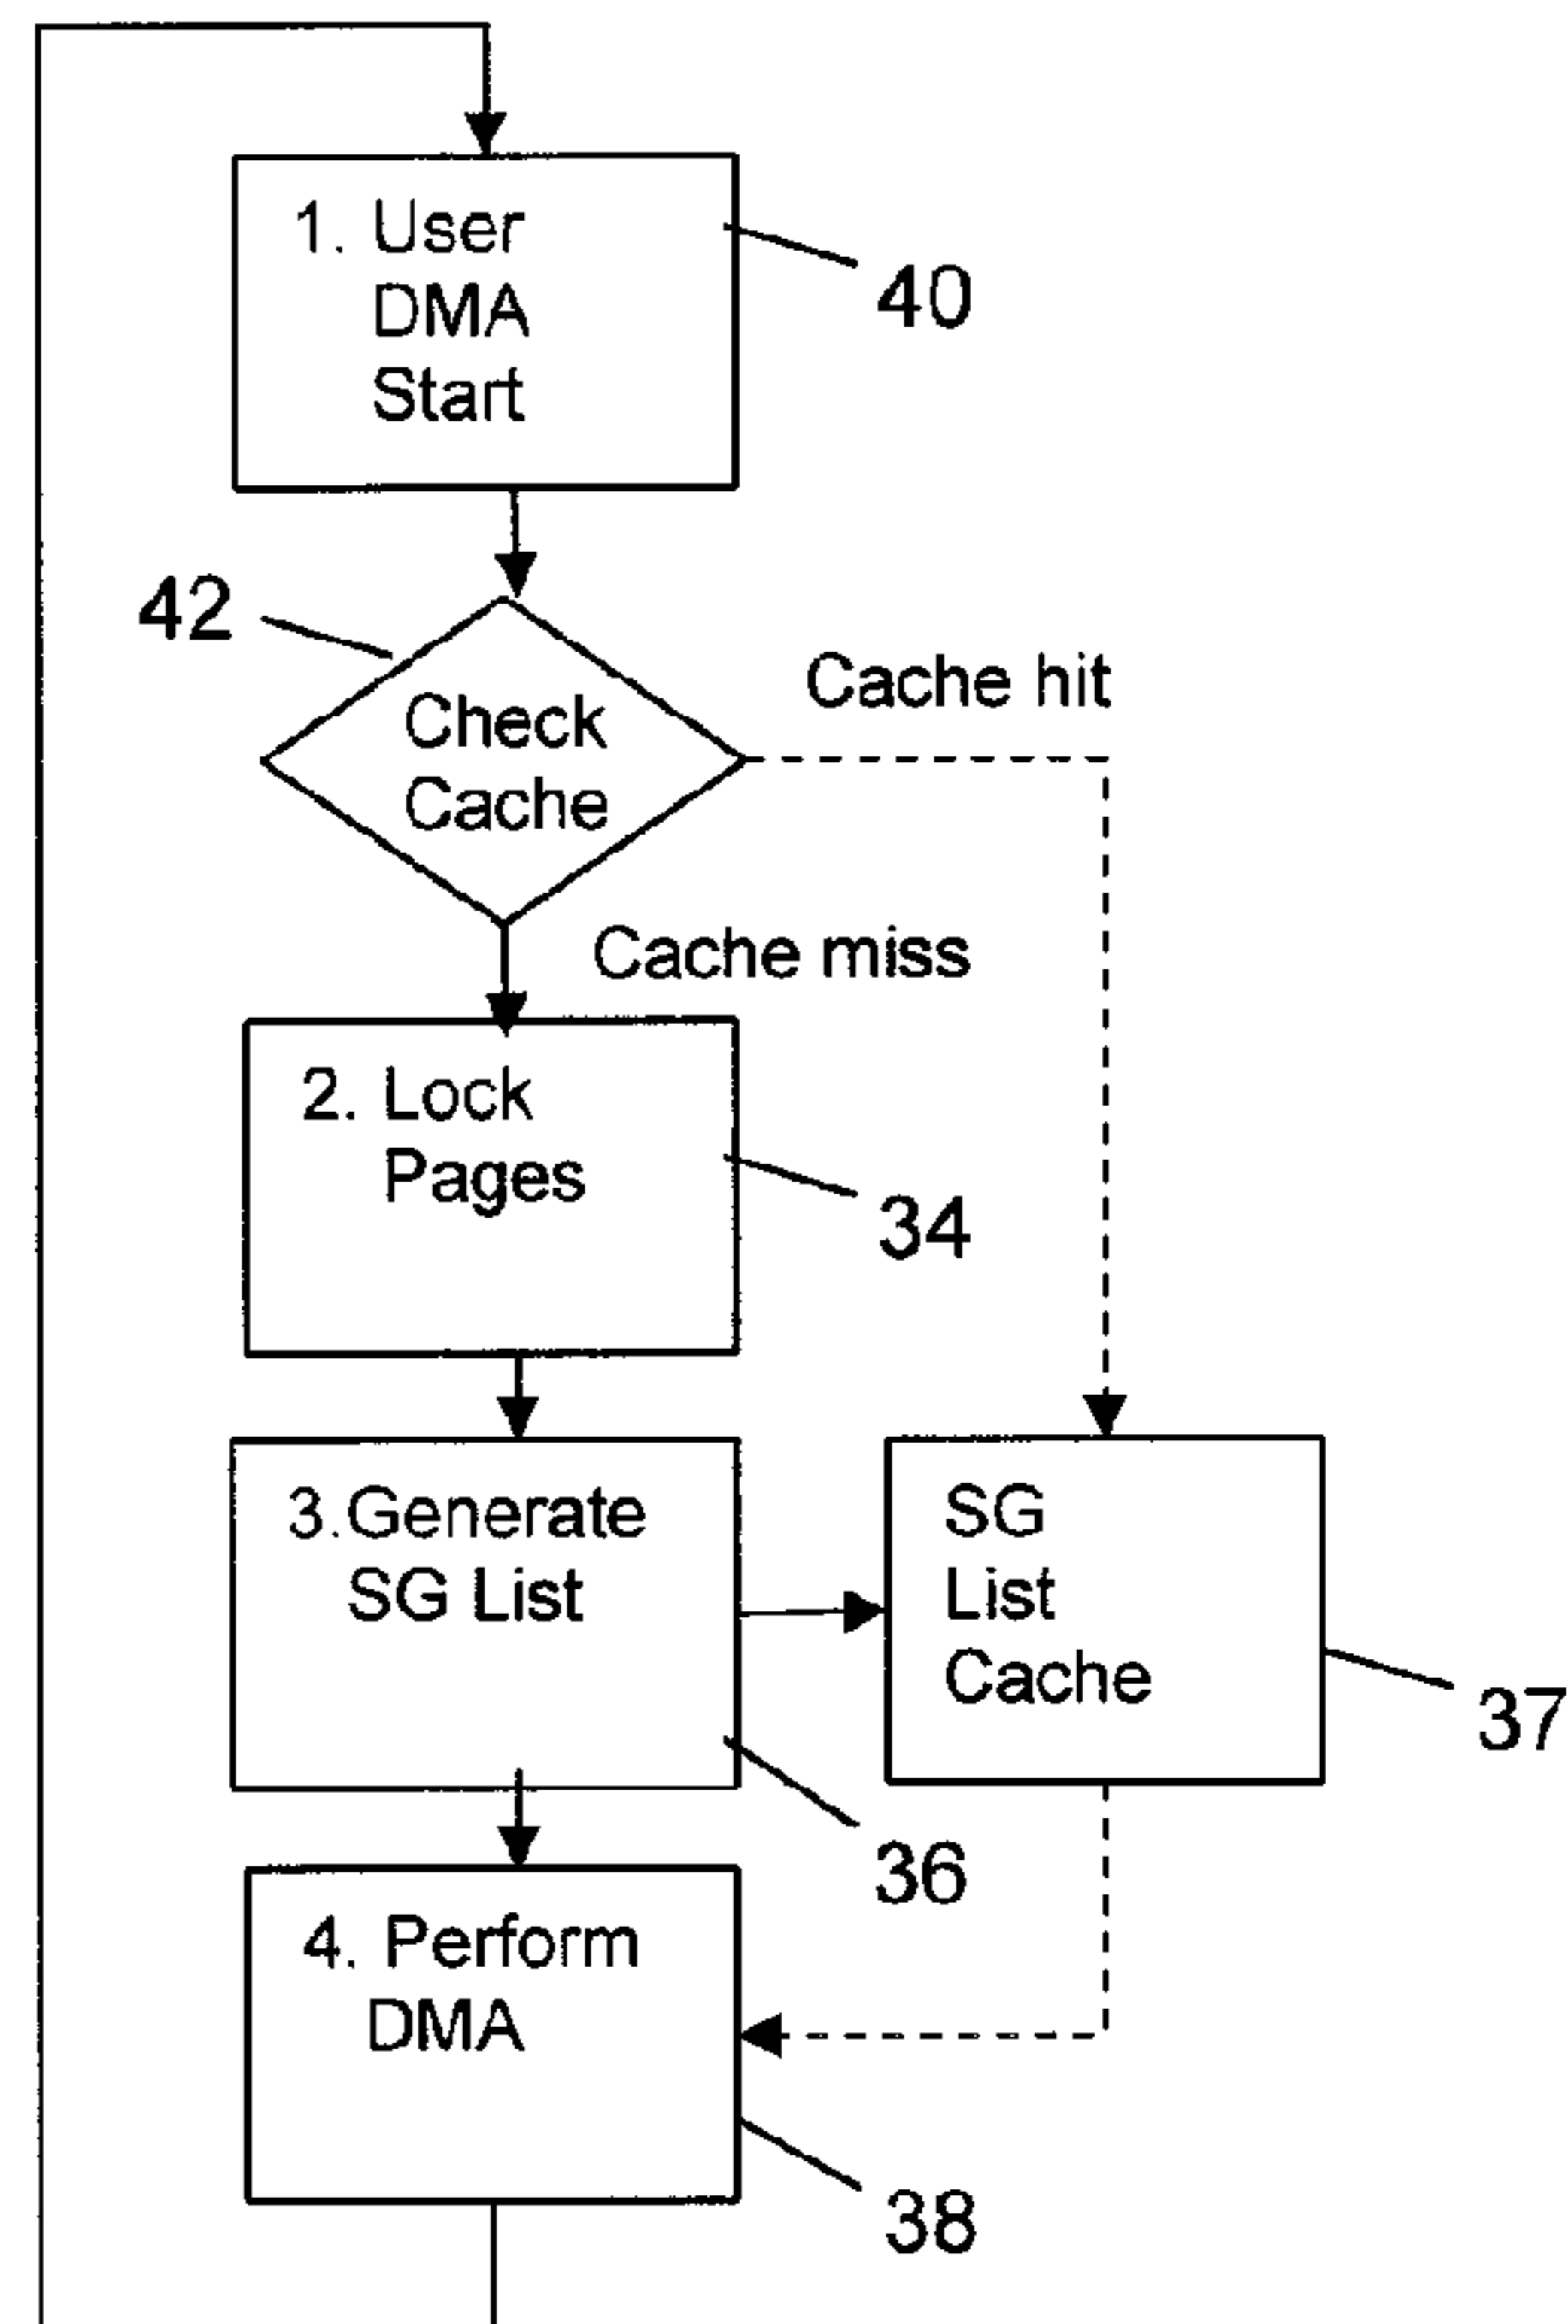 1. User
DMA
Start
40
42
Check
Cache
Cache hit
Cache miss
2. Lock
Pages
34
3.Generate
SG List
36
SG
List
Cache
37
4. Perform
DMA
38